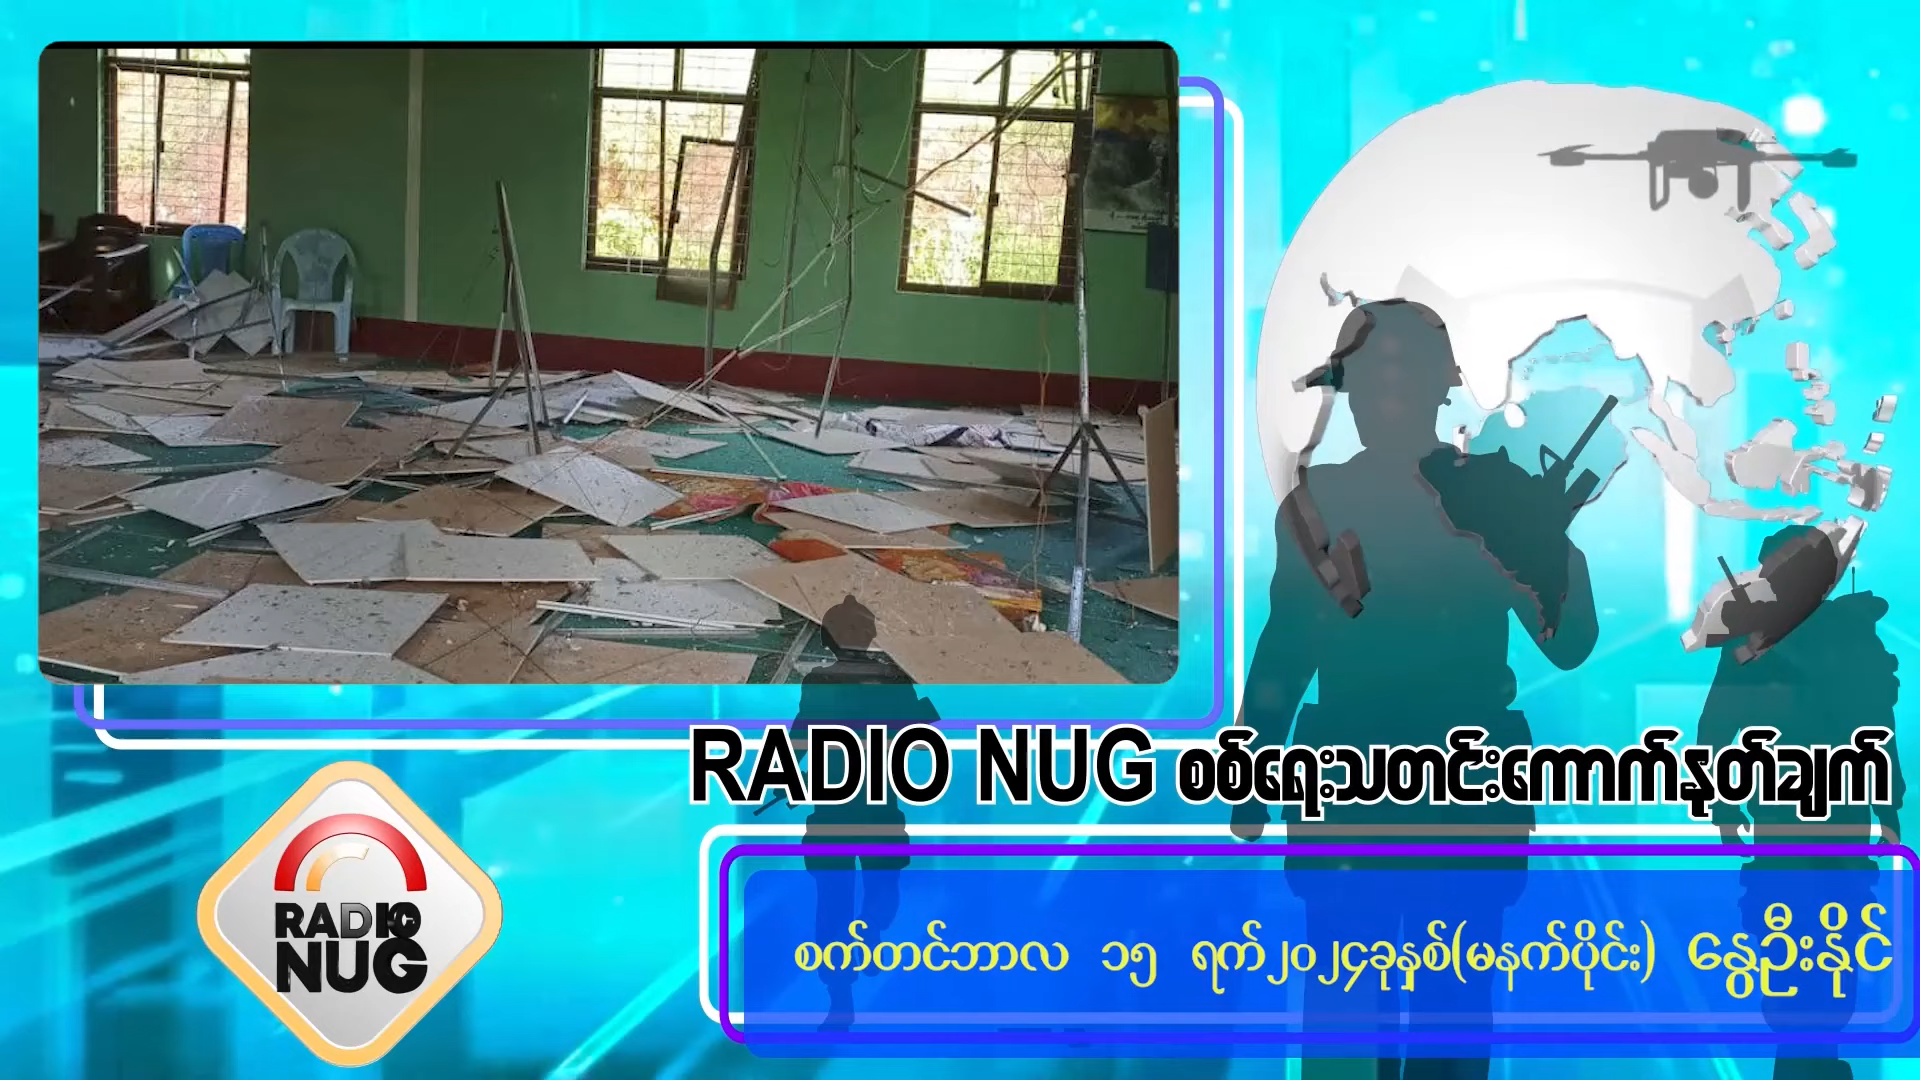 RADIO NUG စစ်ရေးသတင်းကောက်နုတ်ချက်
RADIO
NUG
စက်တင်ဘာလ ၁၅ ရက်၂၀၂၄ခုနှစ်(မနက်ပိုင်း) နွေဦးနိုင်